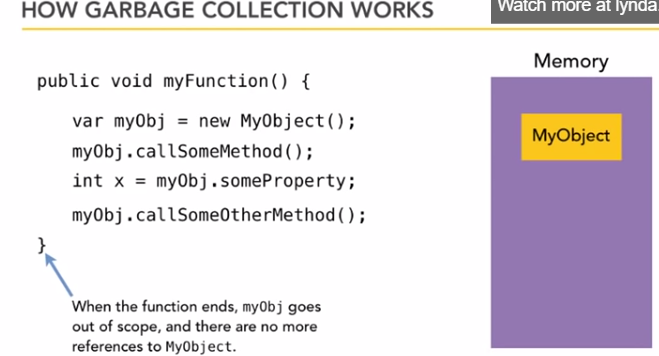 HOW GARBAGE COLLECTION WORKS
Watch more at lynda
public void myFunction() {
var myObj = new MyObject();
myObj.callSomeMethod();
int x = myObj.someProperty;
myObj.callSomeOtherMethod();
}
When the function ends, myObj goes
out of scope, and there are no more
references to MyObject.
Memory
MyObject